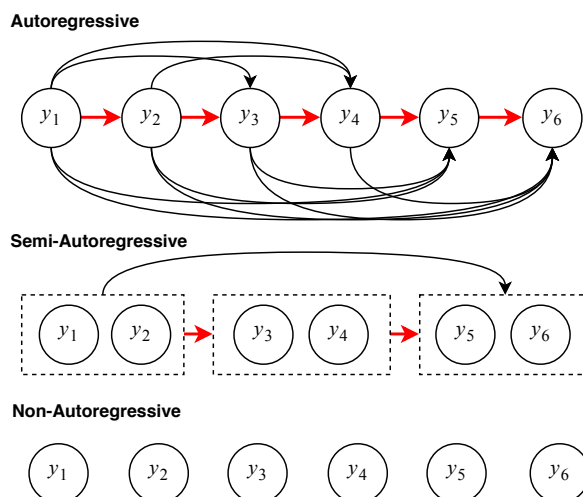 Autoregressive
y1 y2 y3 y4 y5 y6
Semi-Autoregressive
y1 y2 y3 y4 y5 y6
Non-Autoregressive
y1 y2 y3 y4 y5 y6